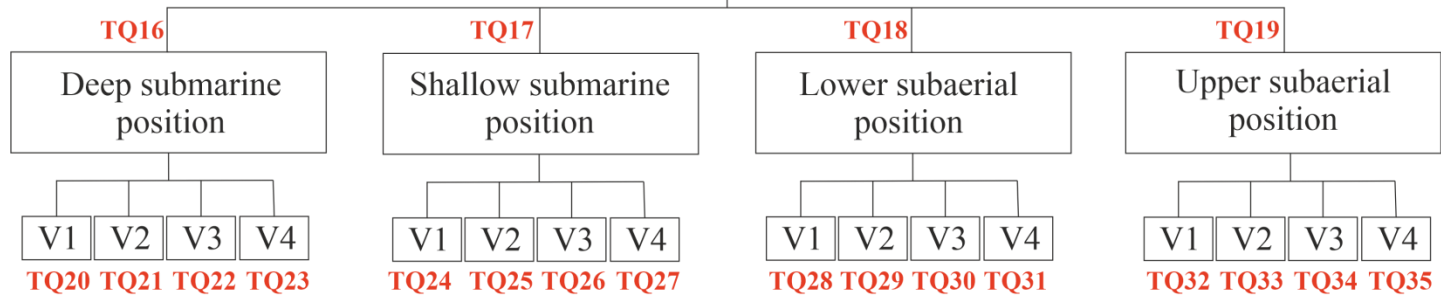 TQ16 TQ17 TQ18 TQ19
Deep submarine position
Shallow submarine position
Lower subaerial position
Upper subaerial position
V1 V2 V3 V4 V1 V2 V3 V4 V1 V2 V3 V4 V1 V2 V3 V4
TQ20 TQ21 TQ22 TQ23 TQ24 TQ25 TQ26 TQ27 TQ28 TQ29 TQ30 TQ31 TQ32 TQ33 TQ34 TQ35